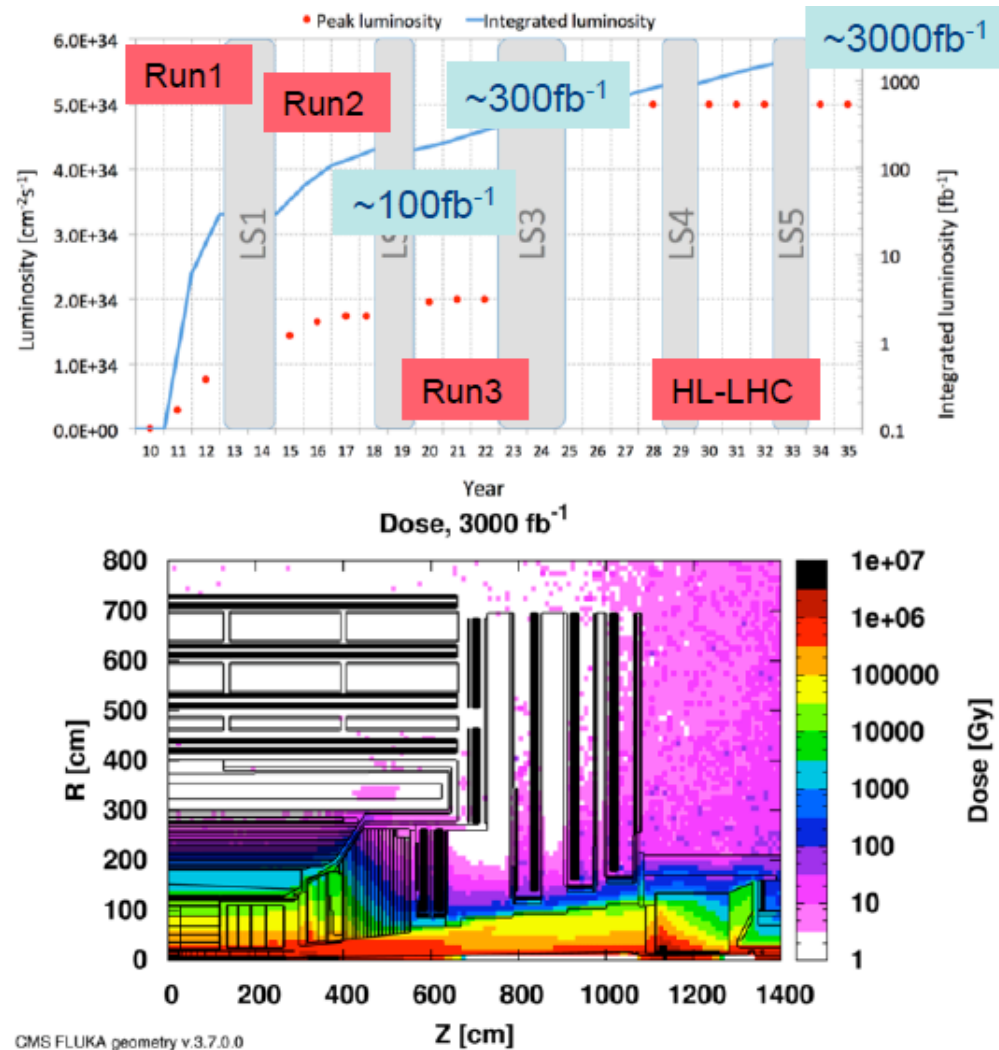 Peak luminosity Integrated luminosity
6.0E+34
5.0E+34
4.0E+34
3.0E+34
2.0E+34
1.0E+34
0.0E+00
Luminosity [cm-2s-1]
Run1
Run2
~300fb-1
~3000fb-1
~100fb-1
LS1
LS3
LS4
LS5
Run3
HL-LHC
1000
100
10
1
0.1
Integrated luminosity [fb-1]
10 11 12 13 14 15 16 17 18 19 20 21 22 23 24 25 26 27 28 29 30 31 32 33 34 35
Year
Dose, 3000 fb-1
800
700
600
500
400
300
200
100
0
R [cm]
0 200 400 600 800 1000 1200 1400
Z [cm]
1e+07
1e+06
100000
10000
1000
100
10
1
Dose [Gy]
CMS FLUKA geometry v.3.7.0.0